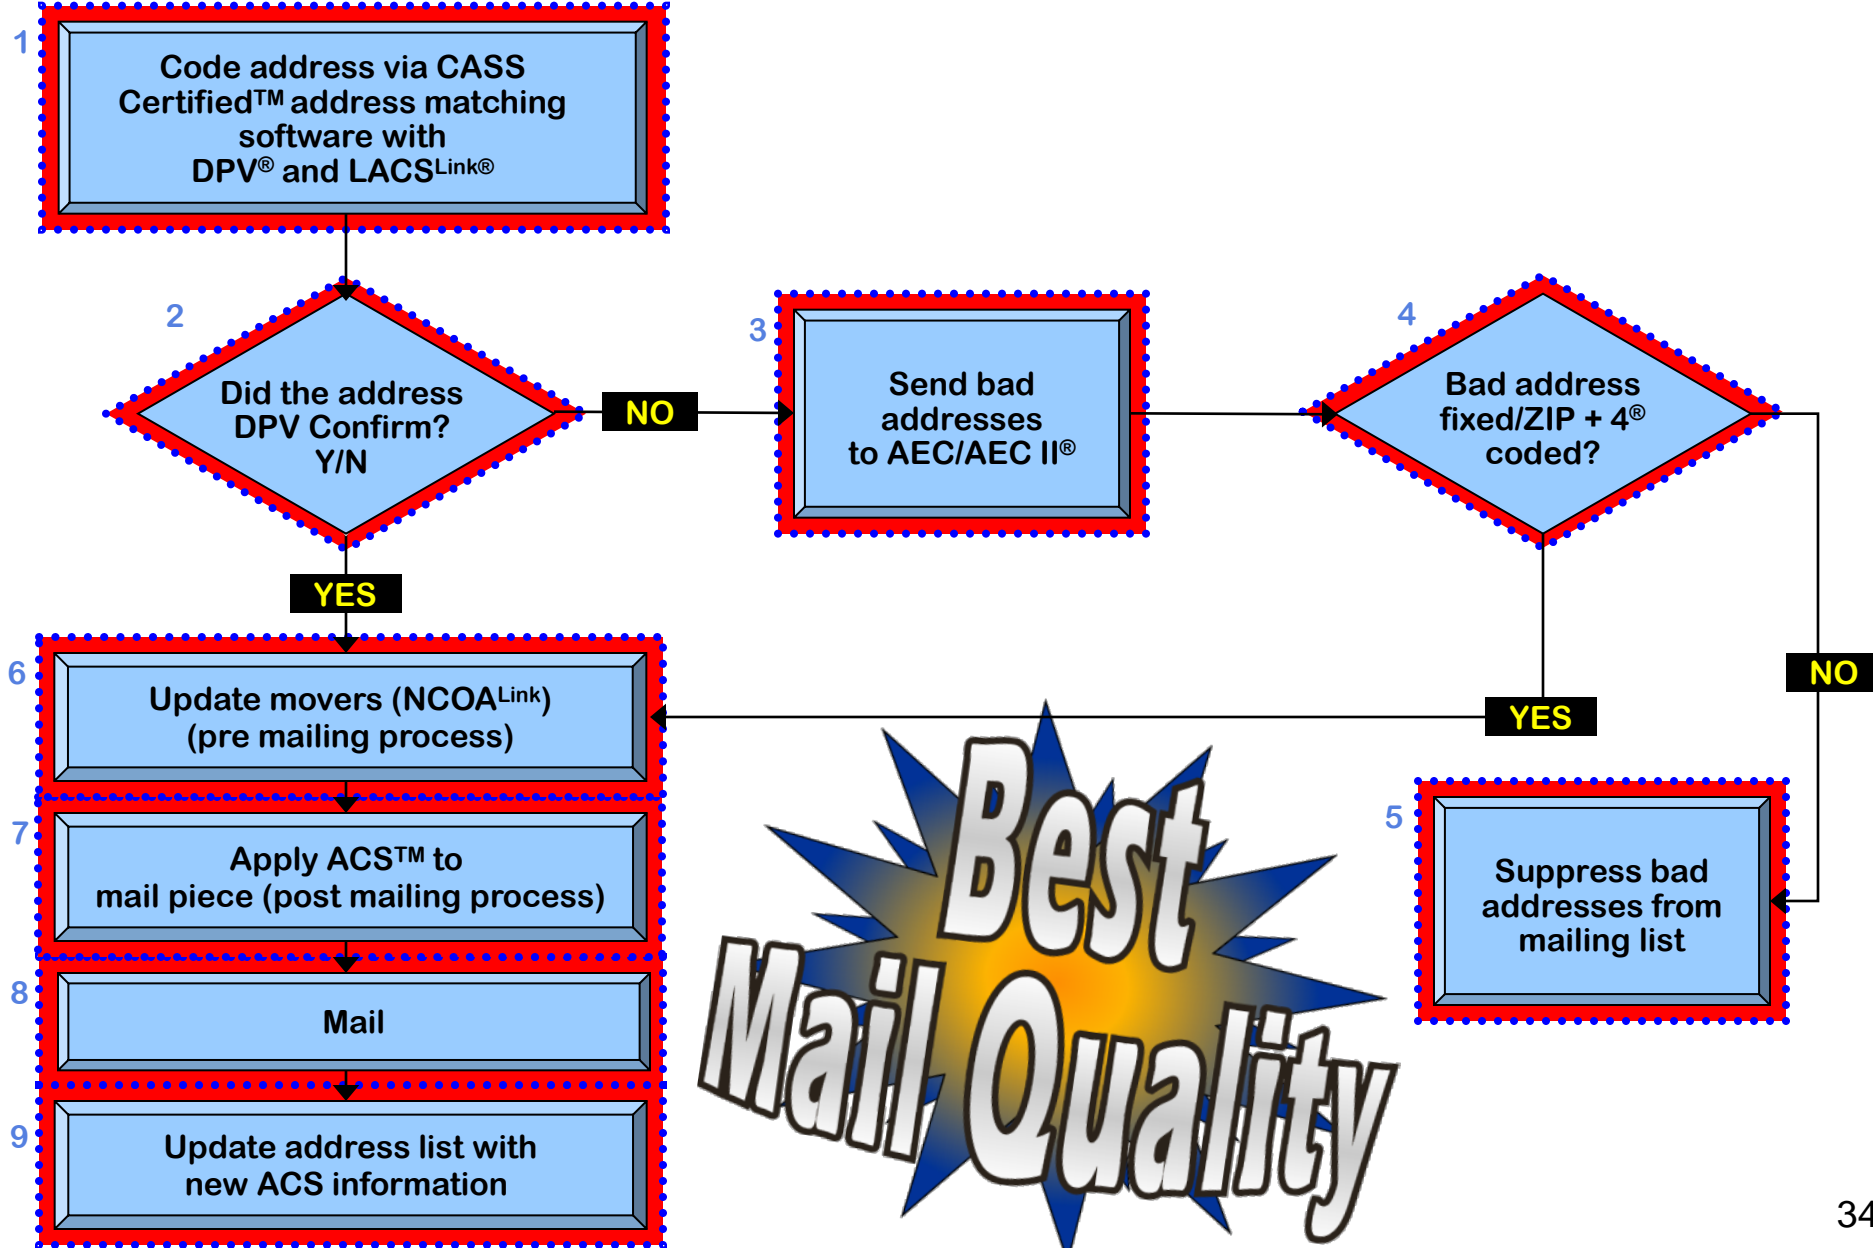 1
Code address via CASS
Certified™ address matching
software with
DPV® and LACSLink®
2
Did the address
DPV Confirm?
Y/N
NO
3
Send bad
addresses
to AEC/AEC II®
4
Bad address
fixed/ZIP + 4®
coded?
YES
NO
6
Update movers (NCOALink)
(pre mailing process)
YES
7
Apply ACS™ to
mail piece (post mailing process)
5
Suppress bad
addresses from
mailing list
8
Mail
9
Update address list with
new ACS information
Best
Mail Quality
34